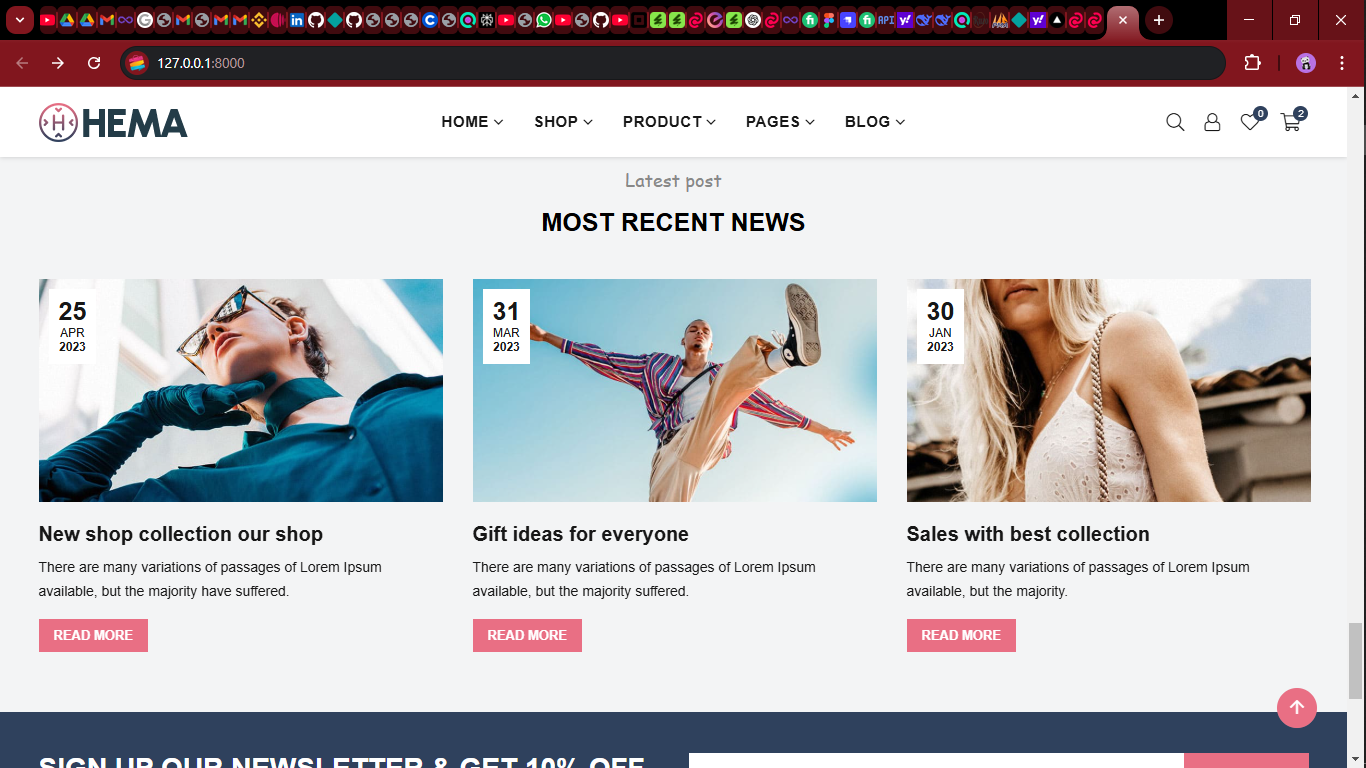 127.0.0.1:8000
HEMA
HOME
SHOP
PRODUCT
PAGES
BLOG
0
2
Latest post
MOST RECENT NEWS
25
APR
2023
31
MAR
2023
30
JAN
2023
New shop collection our shop
Gift ideas for everyone
Sales with best collection
There are many variations of passages of Lorem Ipsum
available, but the majority have suffered.
There are many variations of passages of Lorem Ipsum
available, but the majority suffered.
There are many variations of passages of Lorem Ipsum
available, but the majority.
READ MORE
READ MORE
READ MORE
SIGN UP OUR NEWSLETTER & GET 10% OFF